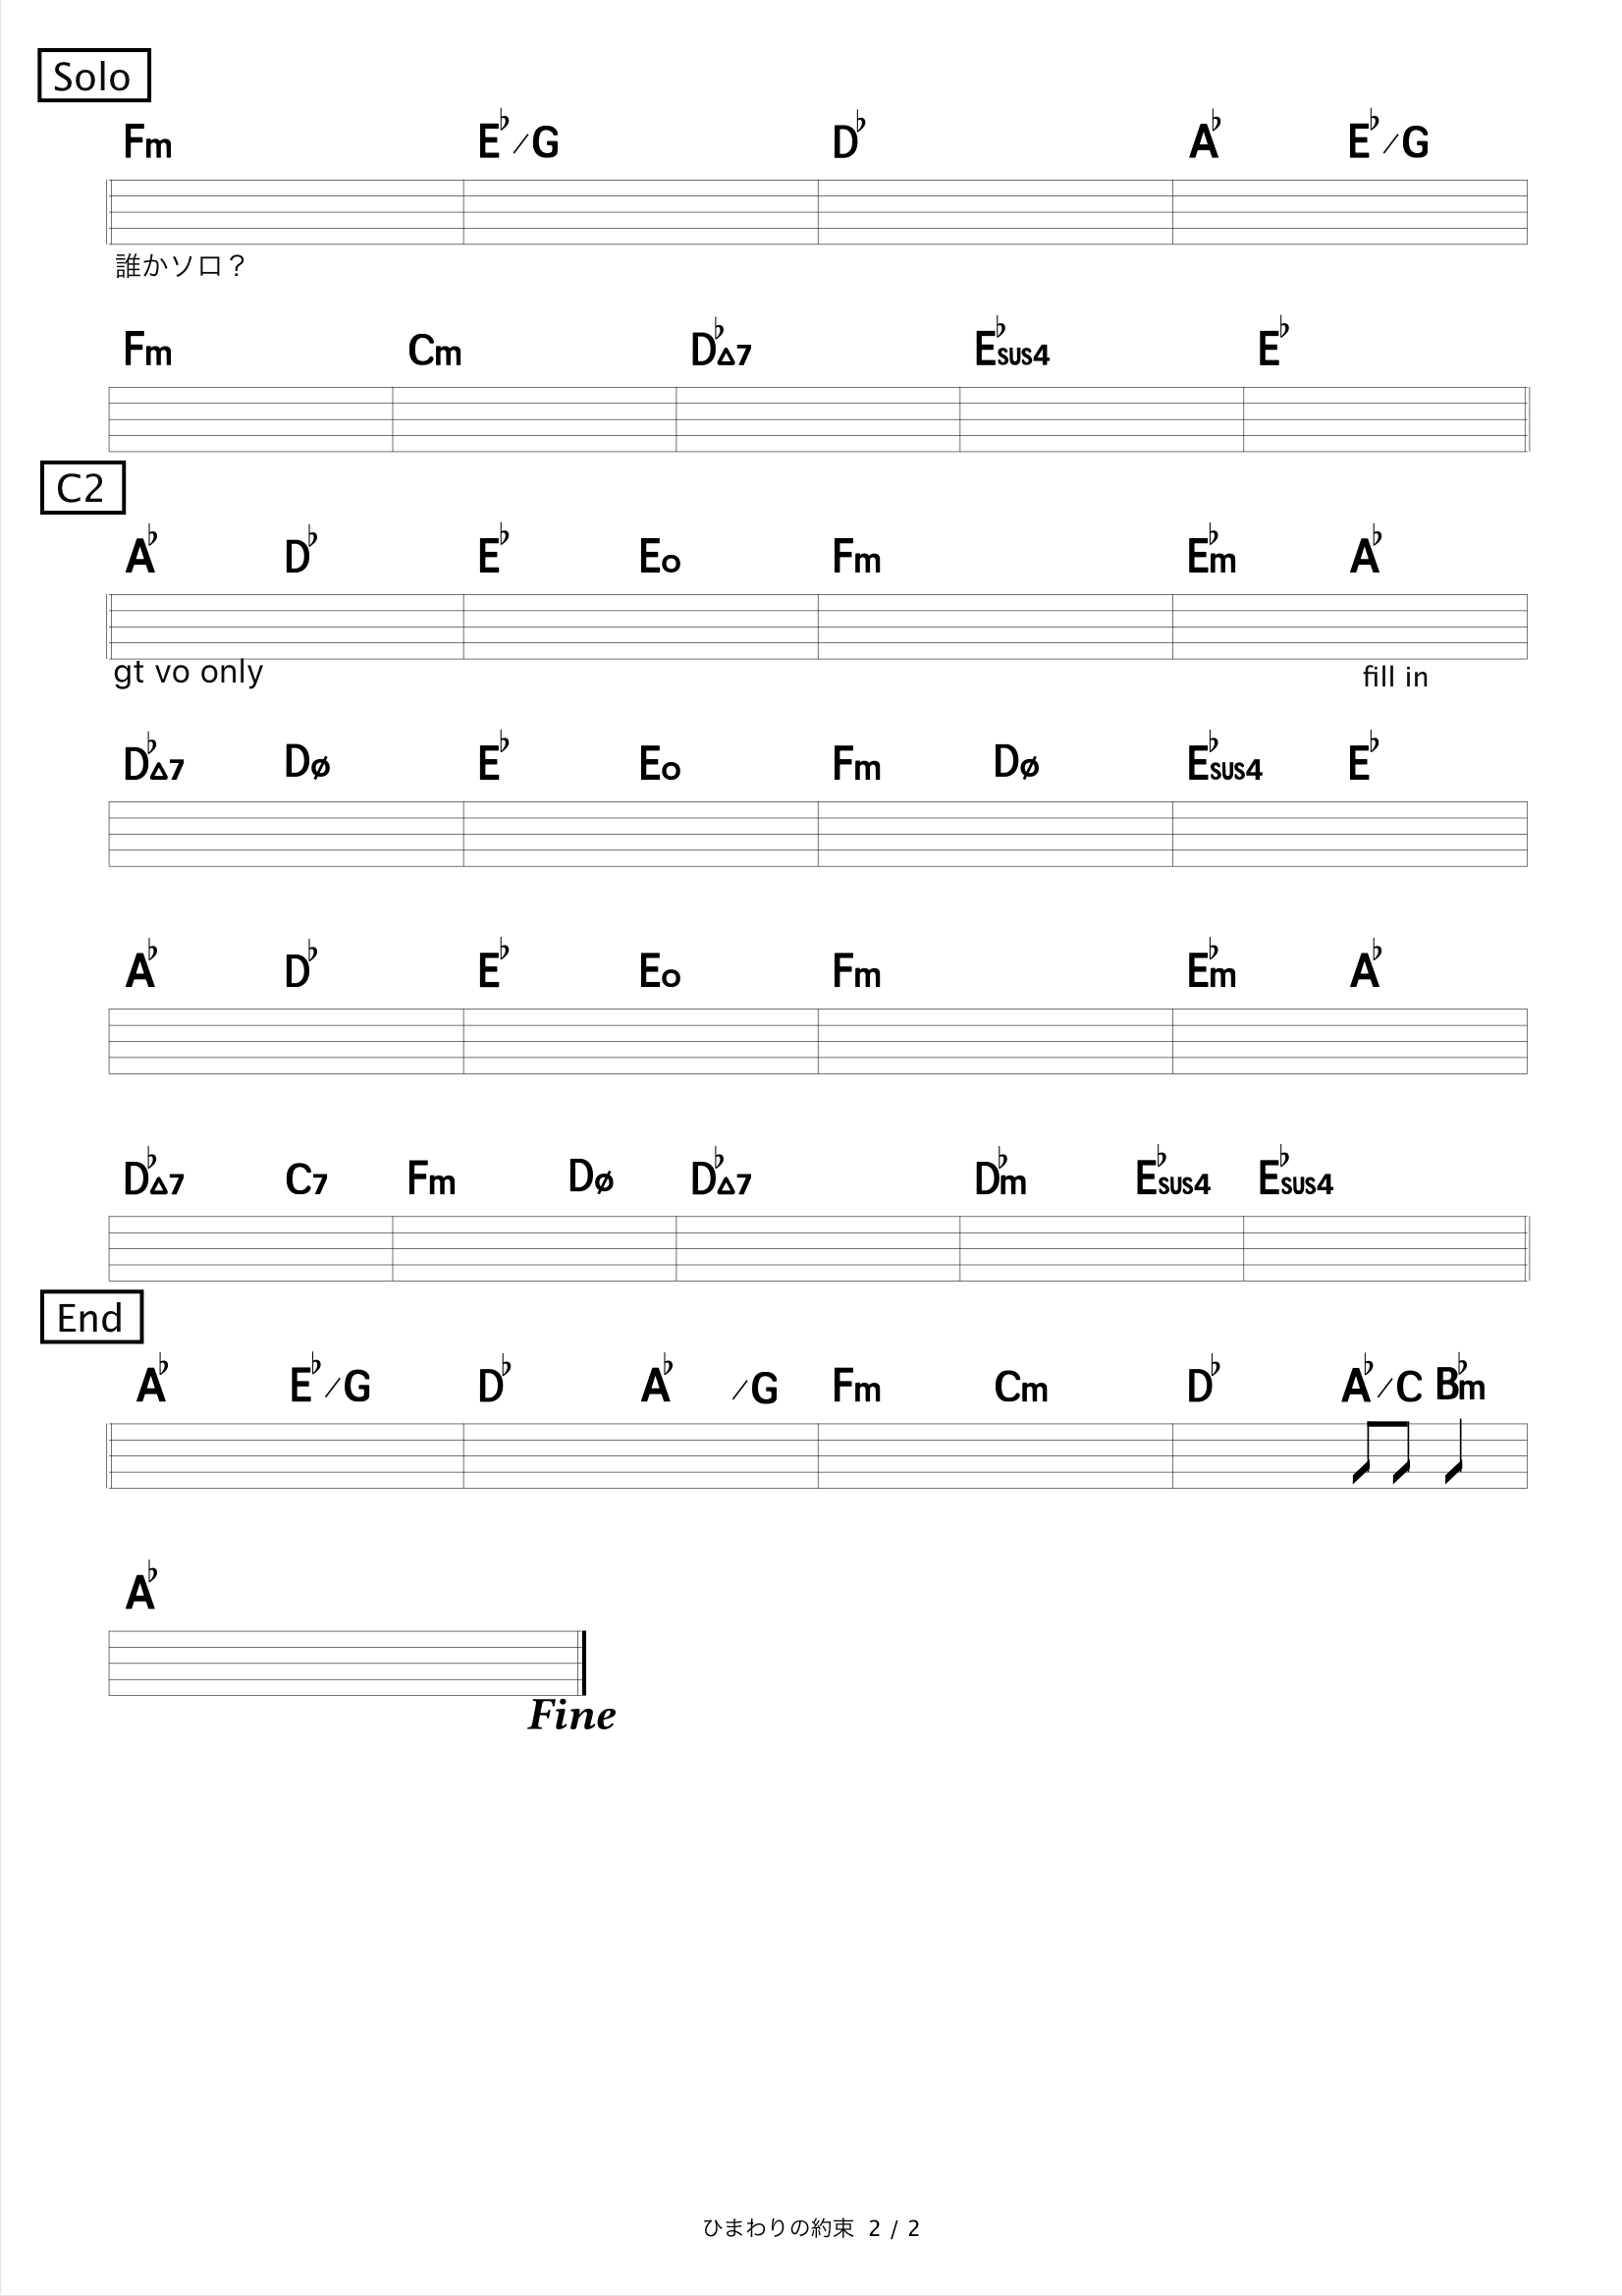 Solo
Fm E♭/G D♭ A♭ E♭/G
誰かソロ？
Fm Cm D♭△7 E♭sus4 E♭
C2
A♭ D♭ E♭ Eo Fm E♭m A♭
gt vo only fill in
D♭△7 Dø E♭ Eo Fm Dø E♭sus4 E♭
A♭ D♭ E♭ Eo Fm E♭m A♭
D♭△7 C7 Fm Dø D♭△7 D♭m E♭sus4 E♭sus4
End
A♭ E♭/G D♭ A♭ /G Fm Cm D♭ A♭/C B♭m
A♭
Fine
ひまわりの約束 2 / 2